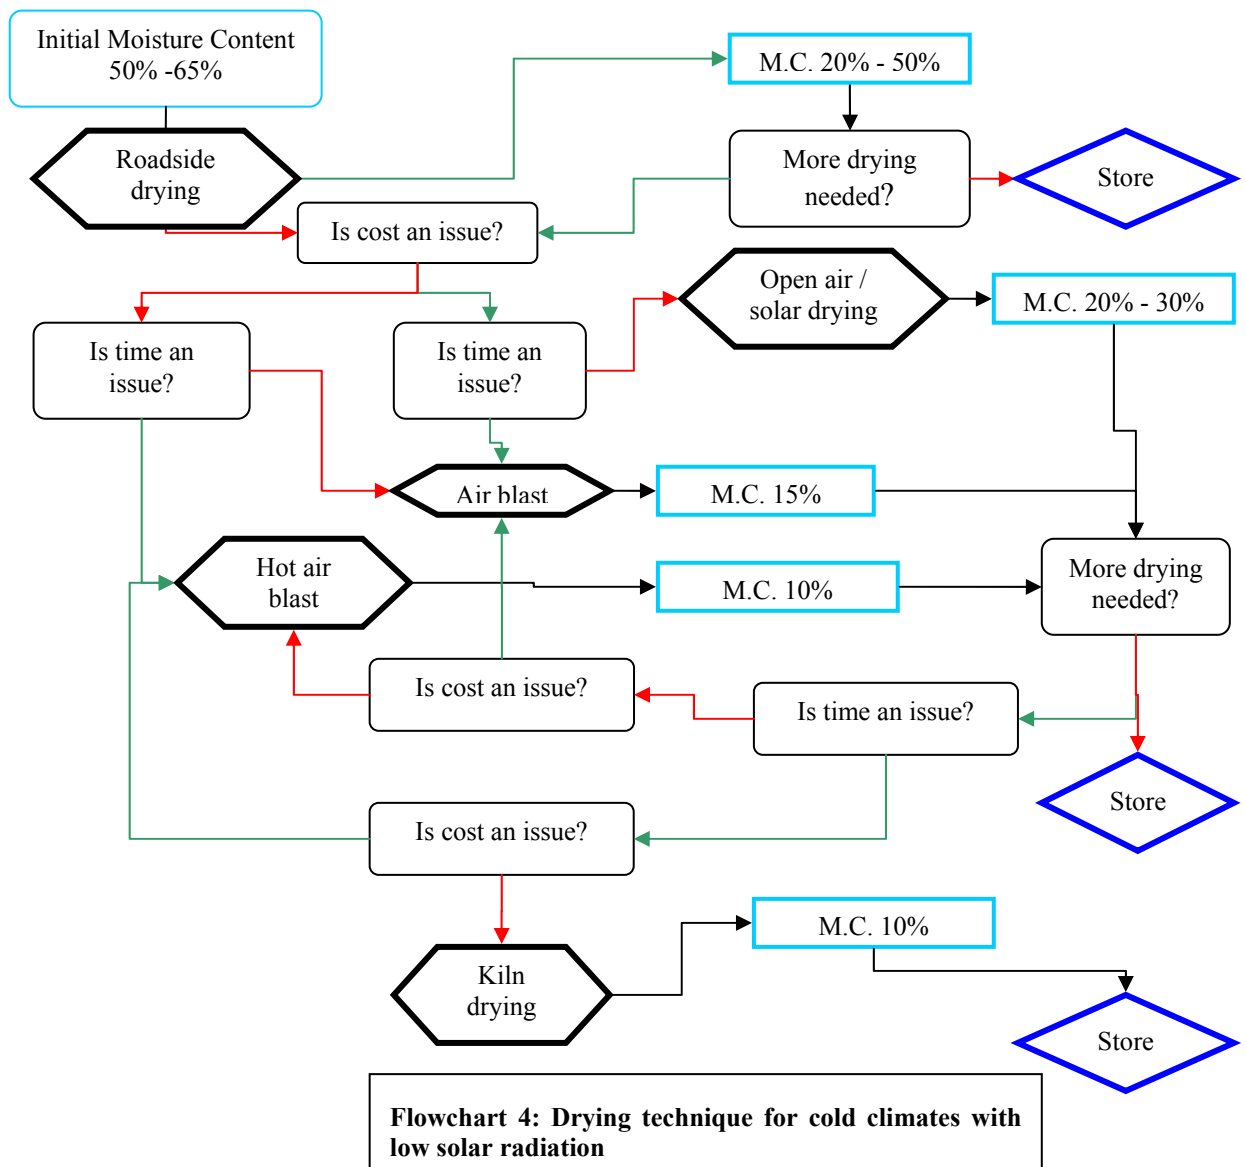 Initial Moisture Content
50% -65%
M.C. 20% - 50%
Roadside
drying
More drying
needed?
Store
Is cost an issue?
Open air /
solar drying
M.C. 20% - 30%
Is time an
issue?
Is time an
issue?
Air blast
M.C. 15%
Hot air
blast
M.C. 10%
More drying
needed?
Is cost an issue?
Is time an issue?
Store
Is cost an issue?
M.C. 10%
Kiln
drying
Store
Flowchart 4: Drying technique for cold climates with
low solar radiation